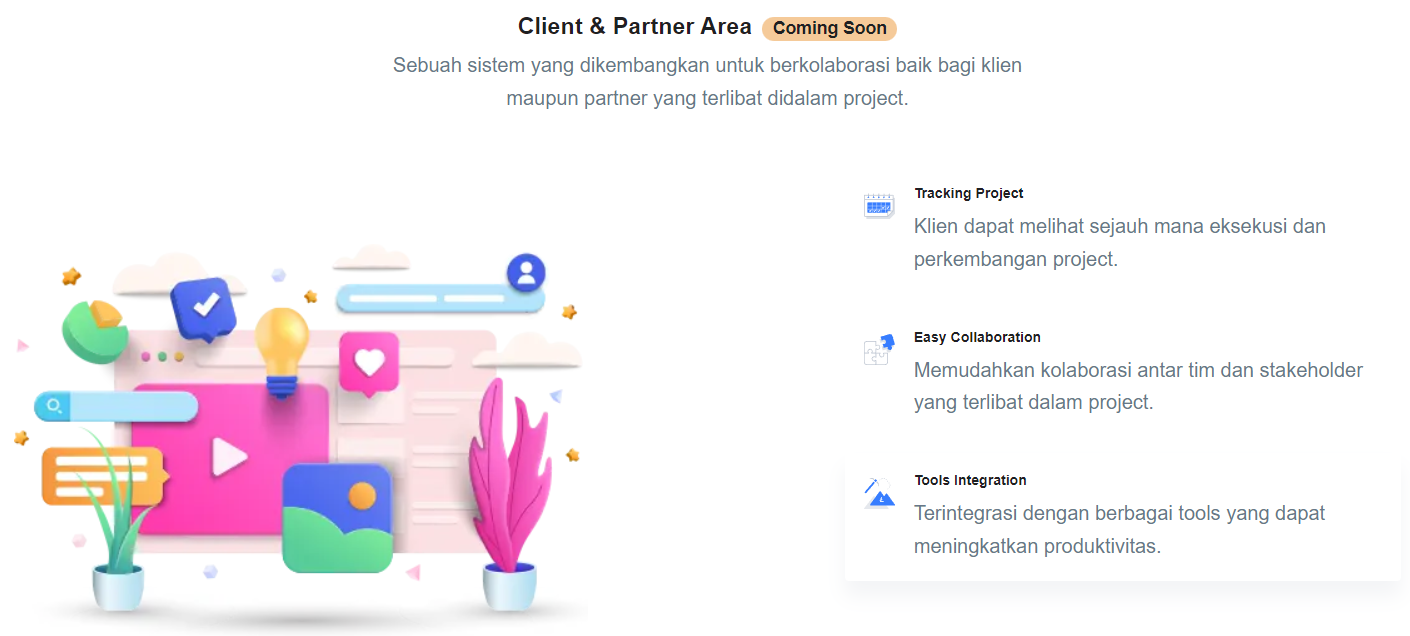 Client & Partner Area Coming Soon
Sebuah sistem yang dikembangkan untuk berkolaborasi baik bagi klien
maupun partner yang terlibat didalam project.
Tracking Project
Klien dapat melihat sejauh mana eksekusi dan
perkembangan project.
Easy Collaboration
Memudahkan kolaborasi antar tim dan stakeholder
yang terlibat dalam project.
Tools Integration
Terintegrasi dengan berbagai tools yang dapat
meningkatkan produktivitas.